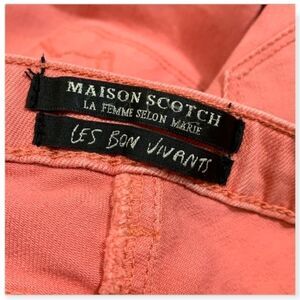 MAISON SCOTCH
LA FEMME SELON MARIE
LES BON VIVANTS